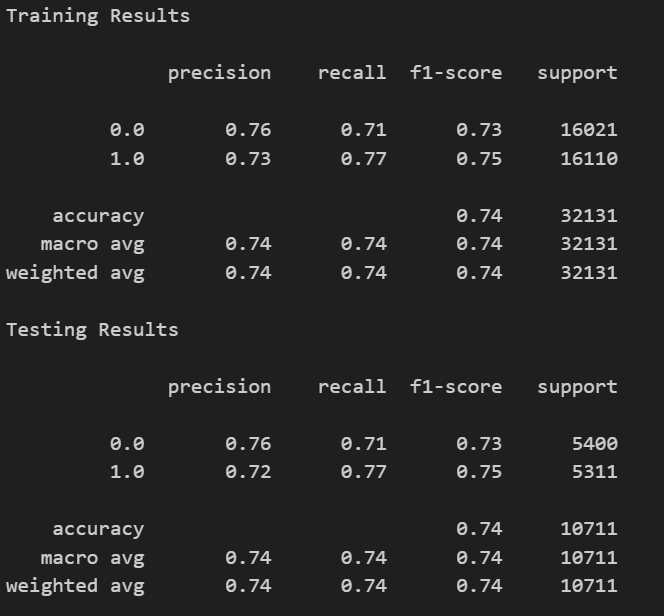 Training Results
precision recall f1-score support
0.0 0.76 0.71 0.73 16021
1.0 0.73 0.77 0.75 16110
accuracy 0.74 32131
macro avg 0.74 0.74 0.74 32131
weighted avg 0.74 0.74 0.74 32131
Testing Results
precision recall f1-score support
0.0 0.76 0.71 0.73 5400
1.0 0.72 0.77 0.75 5311
accuracy 0.74 10711
macro avg 0.74 0.74 0.74 10711
weighted avg 0.74 0.74 0.74 10711